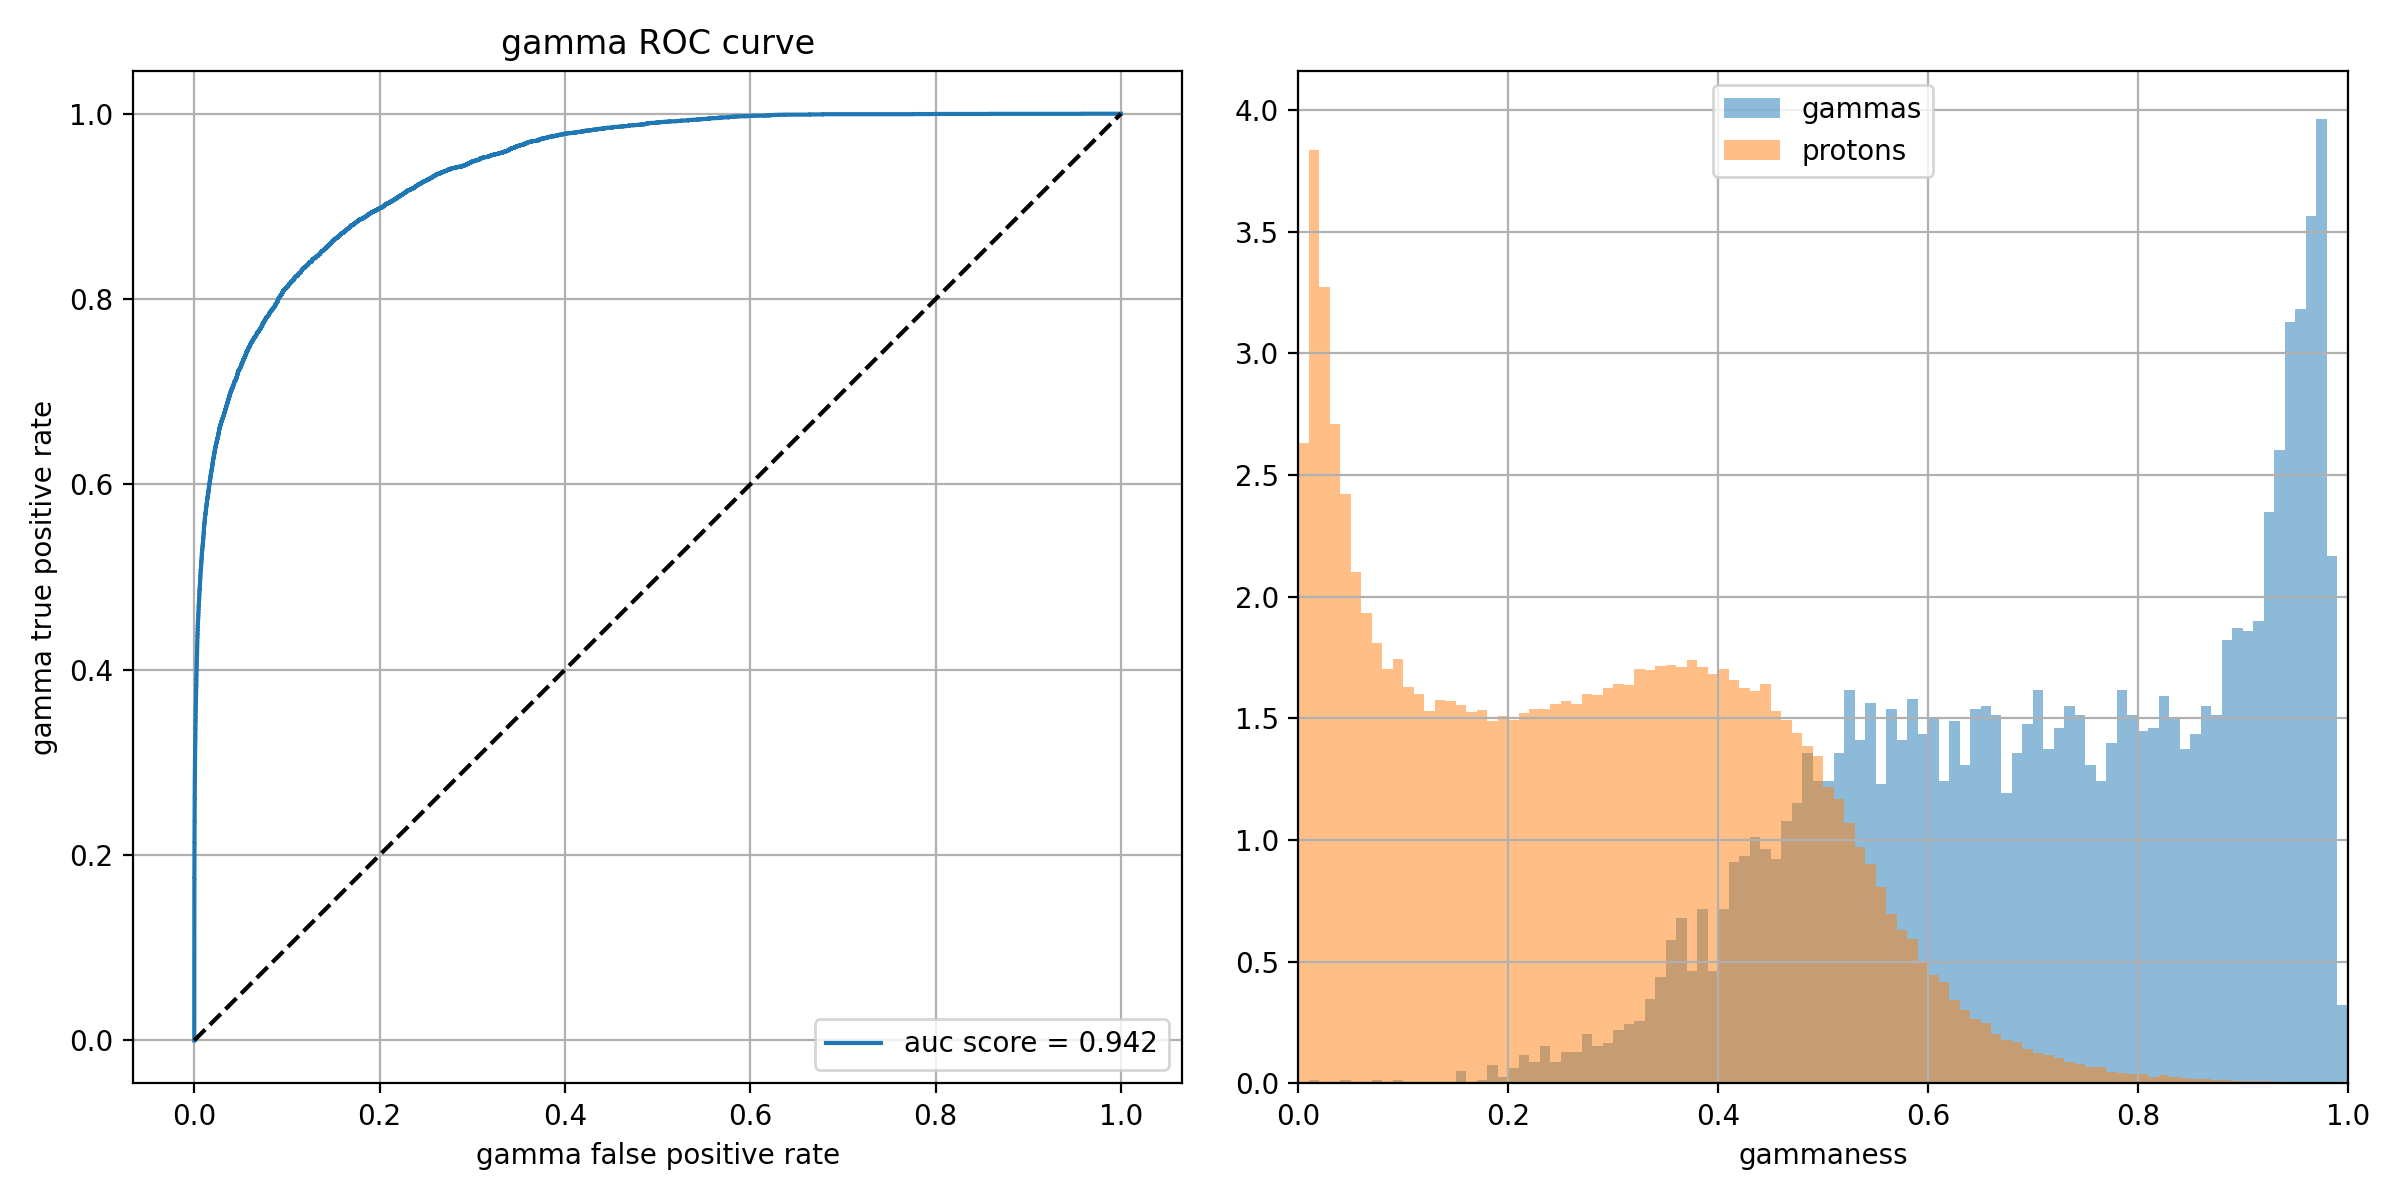 gamma ROC curve
gamma true positive rate
1.0
0.8
0.6
0.4
0.2
0.0
0.0 0.2 0.4 0.6 0.8 1.0
gamma false positive rate
auc score = 0.942
4.0
3.5
3.0
2.5
2.0
1.5
1.0
0.5
0.0
0.0 0.2 0.4 0.6 0.8 1.0
gammaness
gammas
protons